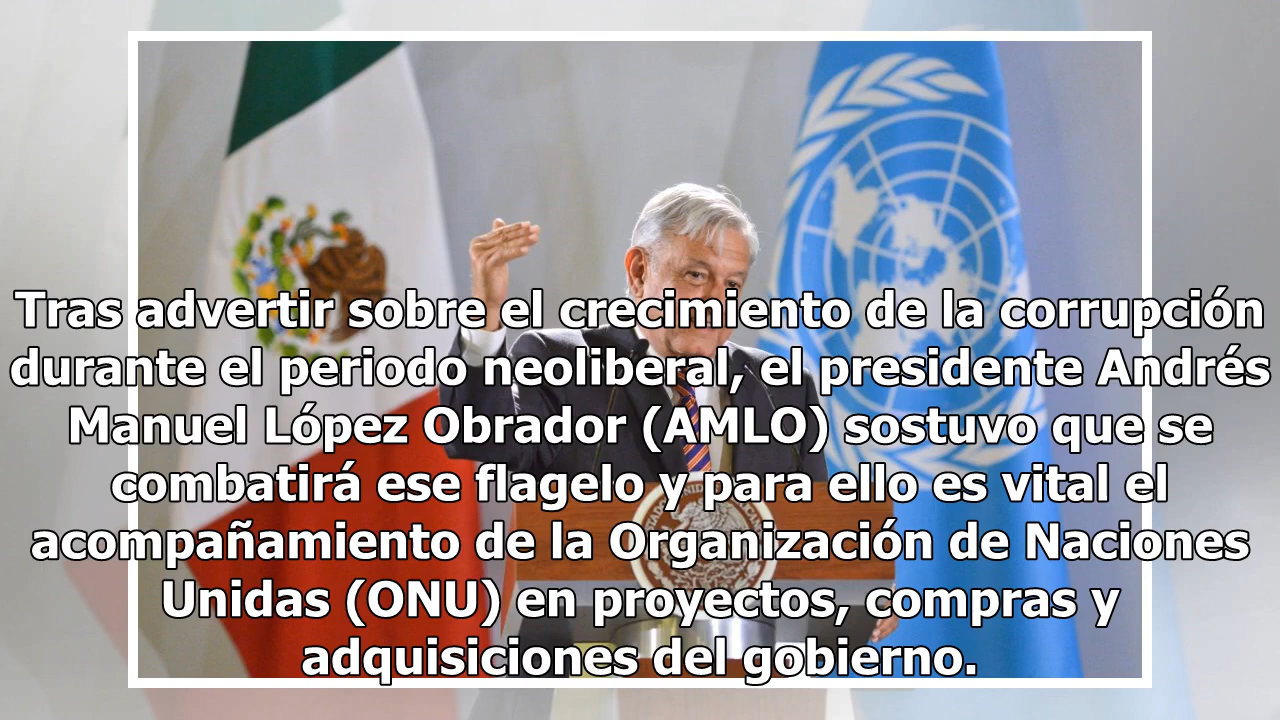 Tras advertir sobre el crecimiento de la corrupción
durante el periodo neoliberal, el presidente Andrés
Manuel López Obrador (AMLO) sostuvo que se
combatirá ese flagelo y para ello es vital el
acompañamiento de la Organización de Naciones
Unidas (ONU) en proyectos, compras y
adquisiciones del gobierno.